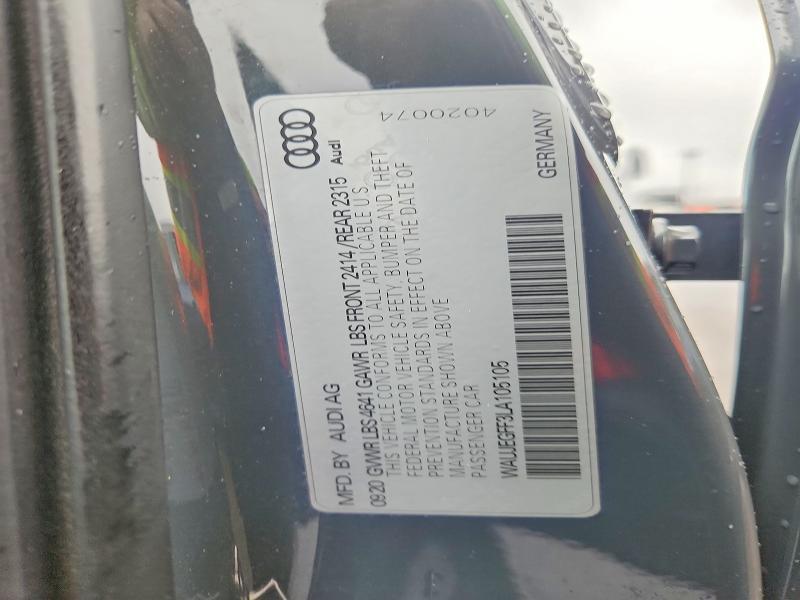 MFD. BY AUDI AG
0920 GVWR LBS 4641 GAWR LBS FRONT 2414 /REAR 2315 Audi
THIS VEHICLE CONFORMS TO ALL APPLICABLE U.S.
FEDERAL MOTOR VEHICLE SAFETY, BUMPER AND THEFT
PREVENTION STANDARDS IN EFFECT ON THE DATE OF
MANUFACTURE SHOWN ABOVE
PASSENGER CAR
4020074
WAUJEGFF3LA105105
GERMANY